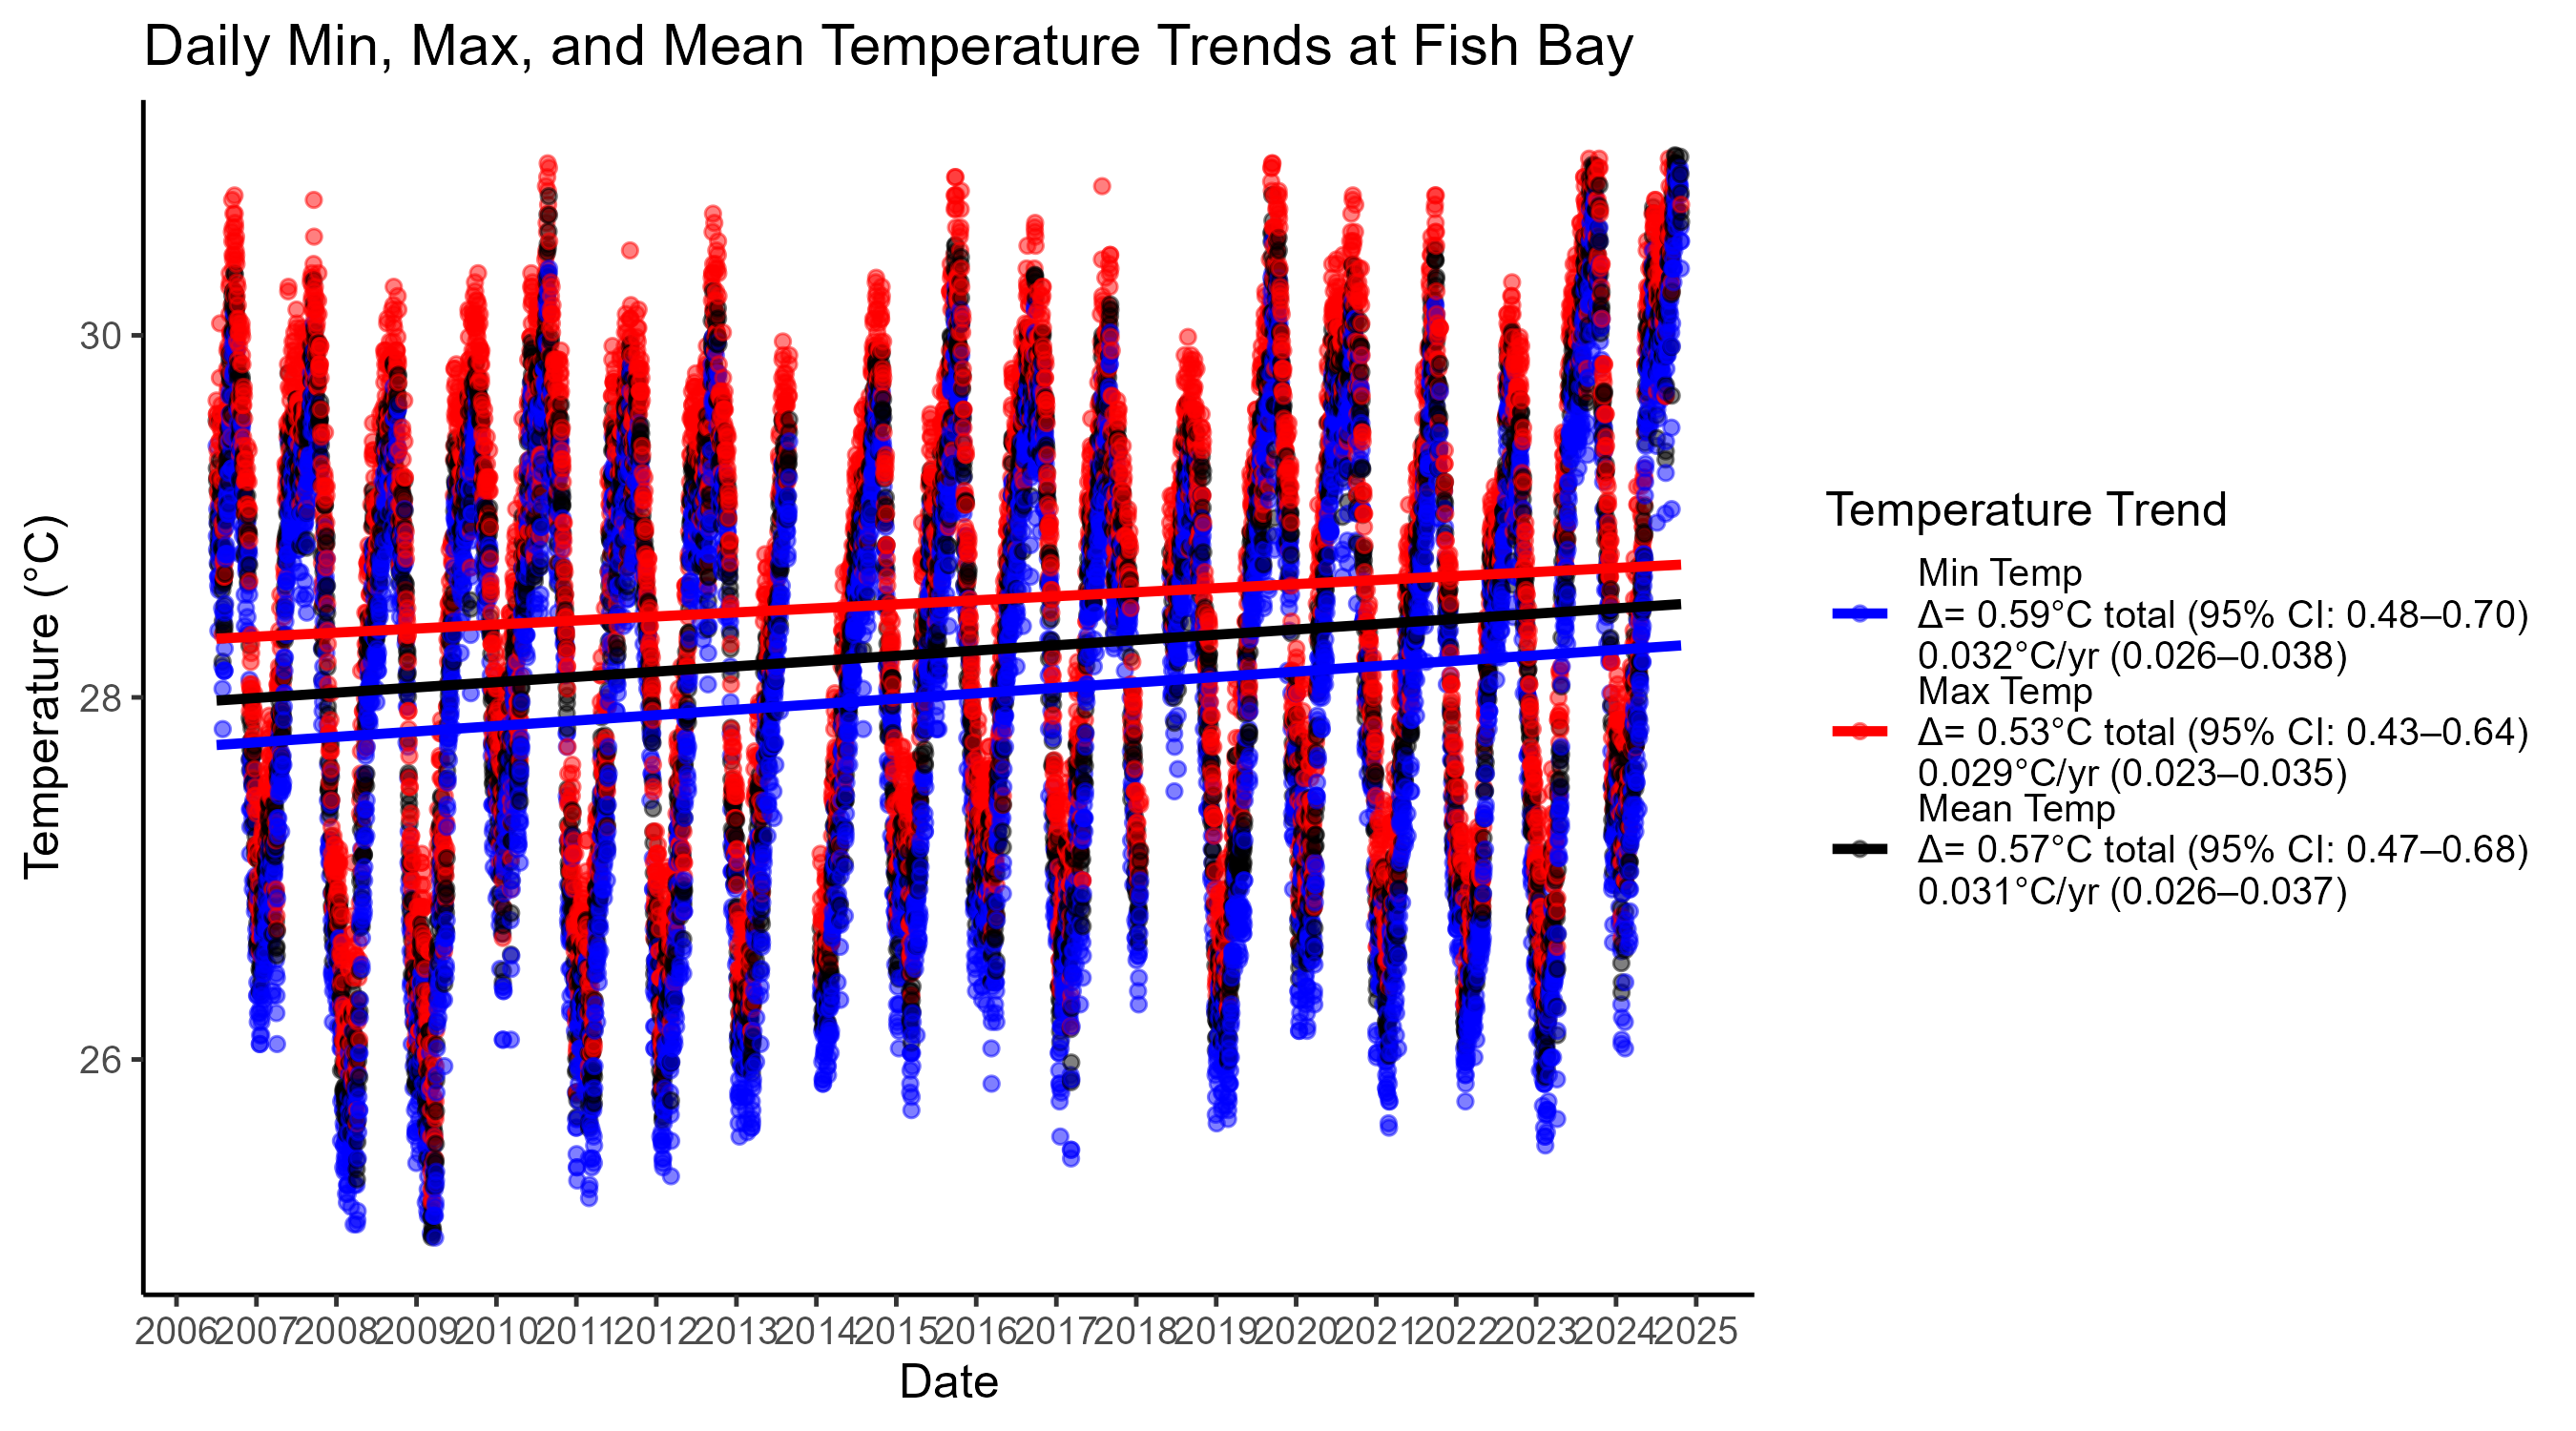 Daily Min, Max, and Mean Temperature Trends at Fish Bay
Temperature (°C)
30
28
26
2006 2007 2008 2009 2010 2011 2012 2013 2014 2015 2016 2017 2018 2019 2020 2021 2022 2023 2024 2025
Date
Temperature Trend
Min Temp
Δ= 0.59°C total (95% CI: 0.48–0.70)
0.032°C/yr (0.026–0.038)
Max Temp
Δ= 0.53°C total (95% CI: 0.43–0.64)
0.029°C/yr (0.023–0.035)
Mean Temp
Δ= 0.57°C total (95% CI: 0.47–0.68)
0.031°C/yr (0.026–0.037)